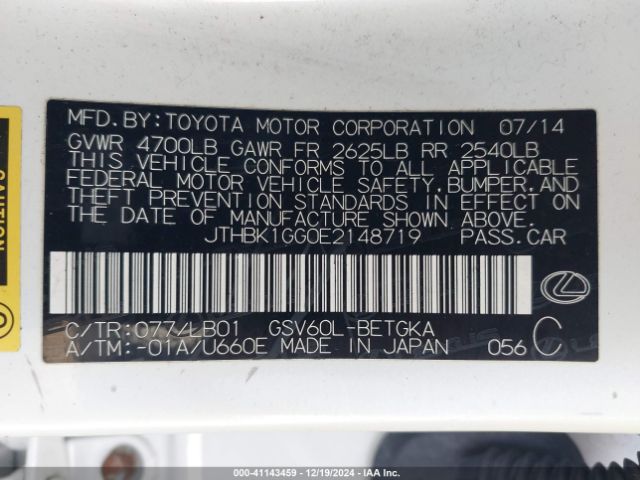 MFD.BY:TOYOTA MOTOR CORPORATION 07/14
GVWR 4700LB GAWR FR 2625LB RR 2540LB
THIS VEHICLE CONFORMS TO ALL APPLICABLE
FEDERAL MOTOR VEHICLE SAFETY,BUMPER,AND
THEFT PREVENTION STANDARDS IN EFFECT ON
THE DATE OF MANUFACTURE SHOWN ABOVE.
JTHBK1GG0E2148719 PASS.CAR
C/TR:077/LB01 GSV60L-BETGKA
A/TM:-01A/U660E MADE IN JAPAN 056 C
CAUTION
Stock: 0-41143459 | 12/19/2024 | IAA Inc.